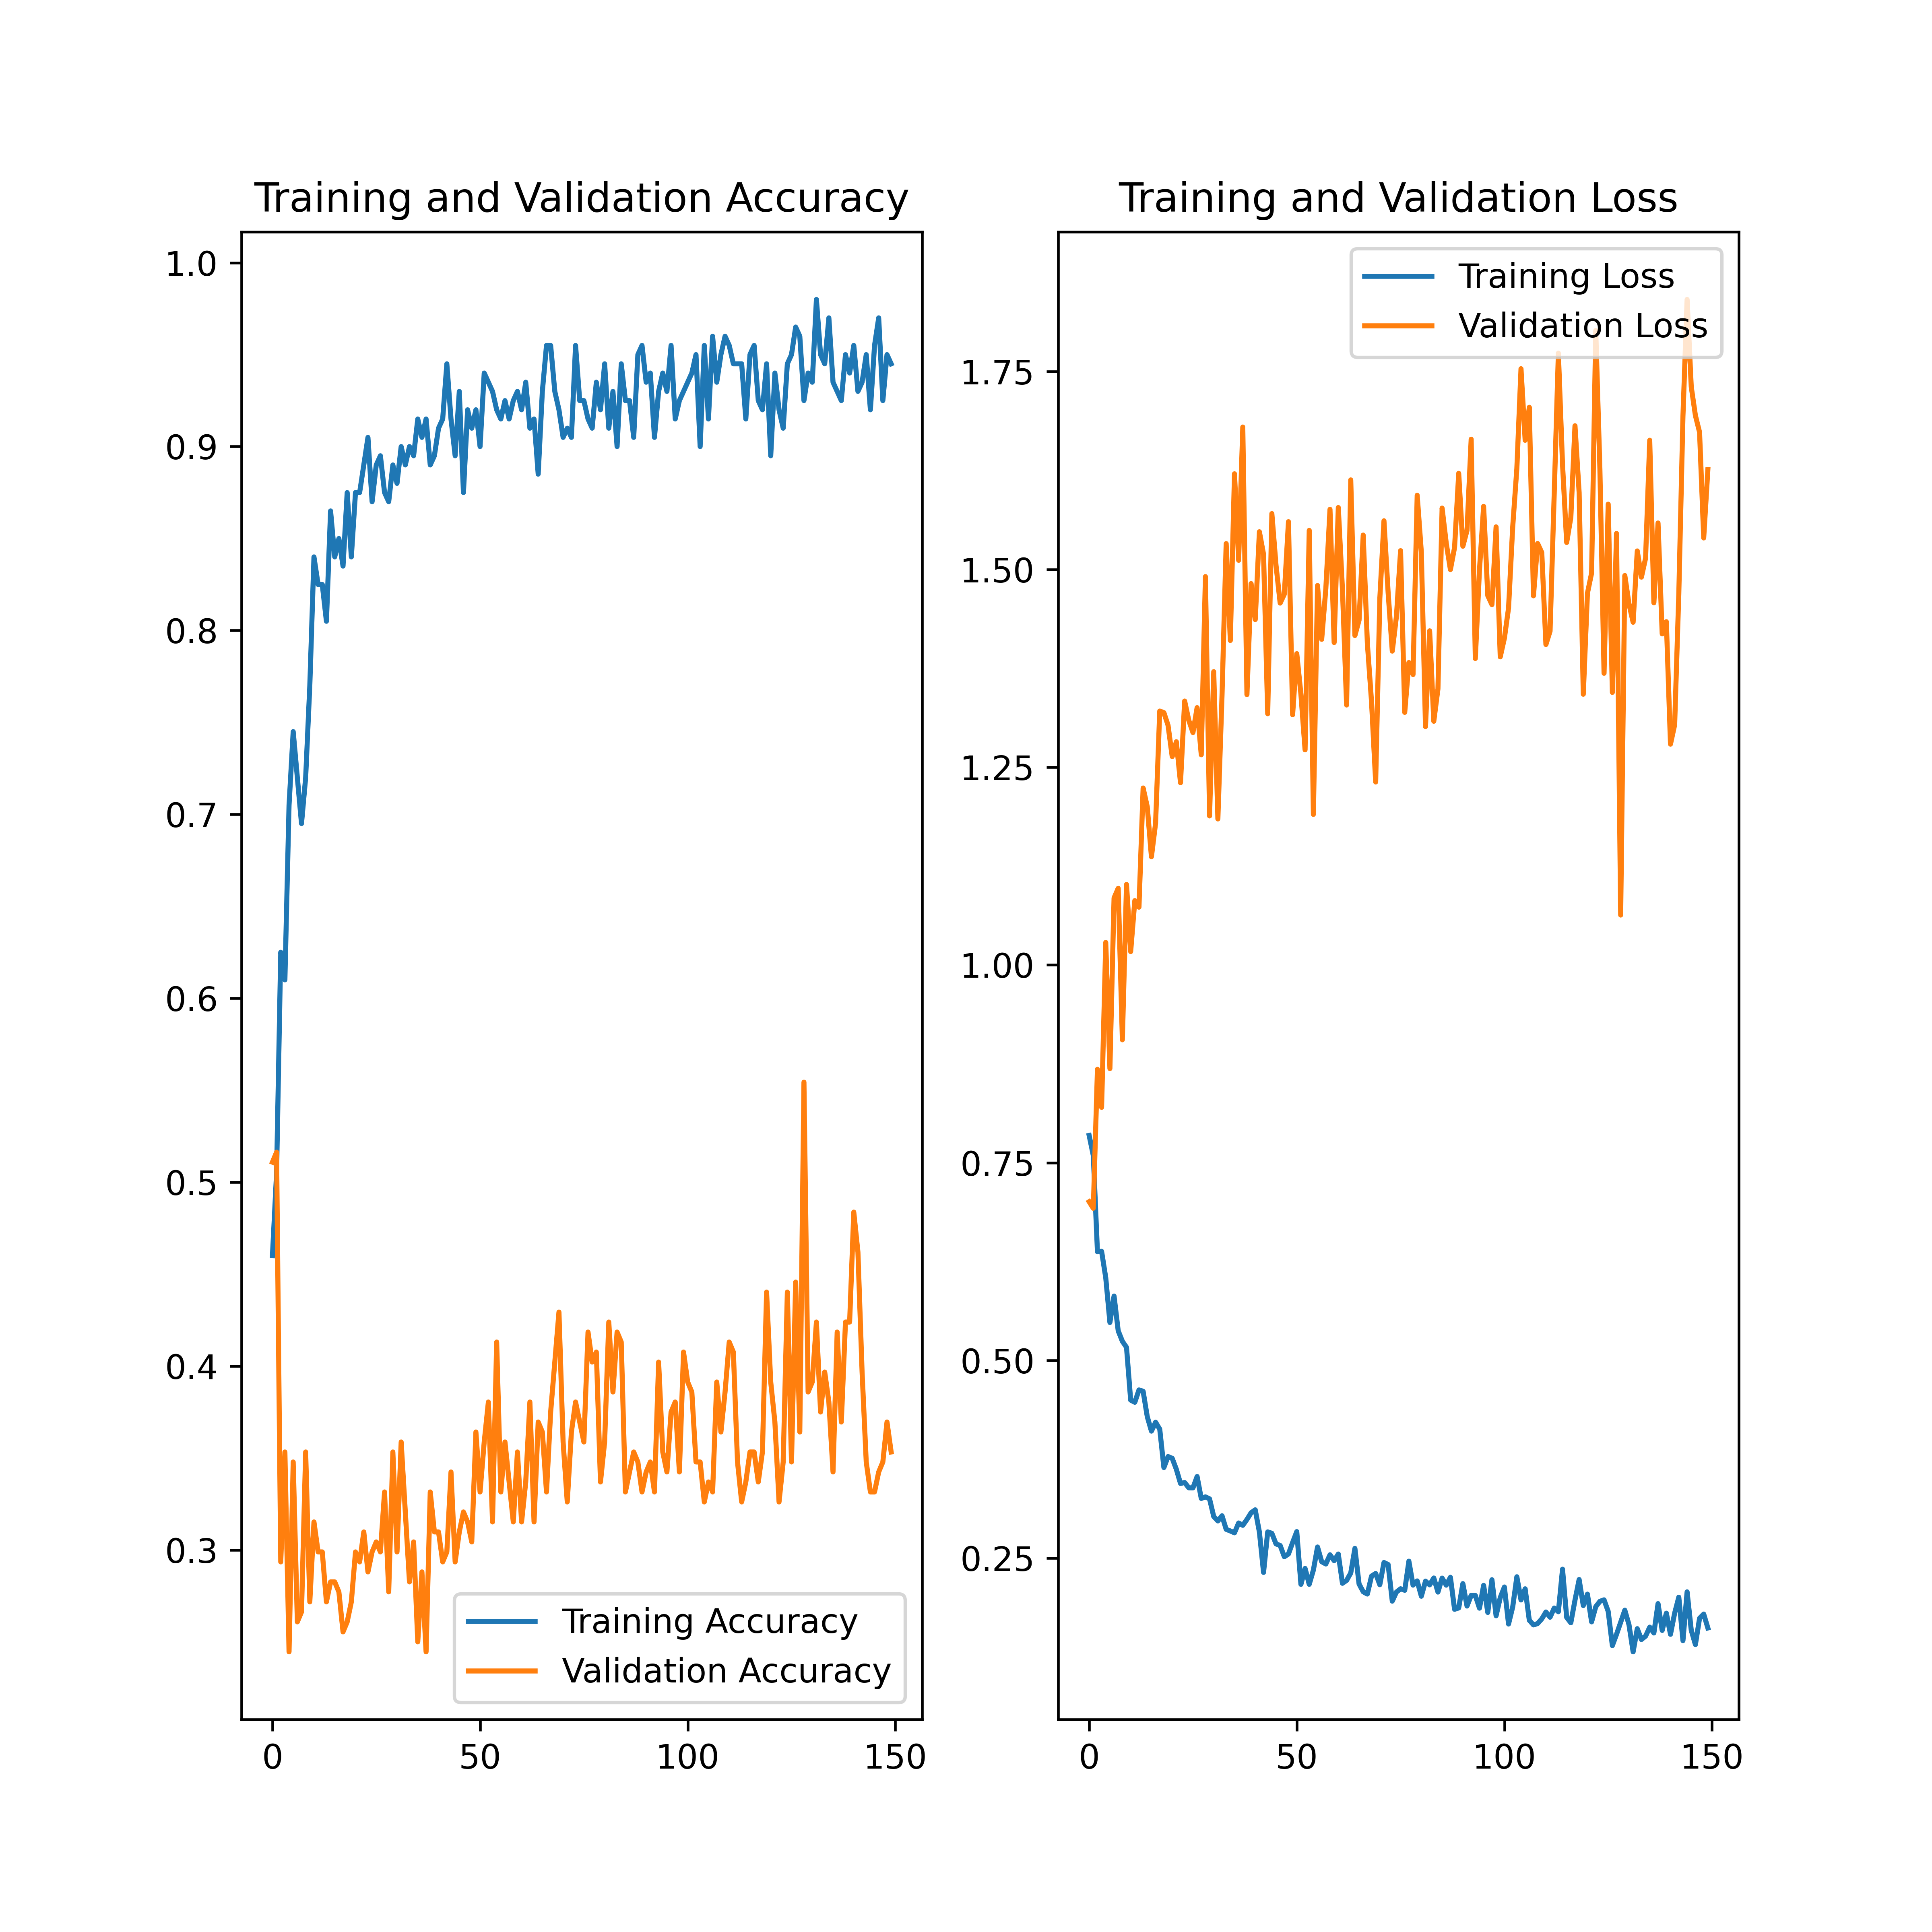 Training and Validation Accuracy
1.0
0.9
0.8
0.7
0.6
0.5
0.4
0.3
Training Accuracy
Validation Accuracy
0 50 100 150
Training and Validation Loss
Training Loss
Validation Loss
1.75
1.50
1.25
1.00
0.75
0.50
0.25
0 50 100 150